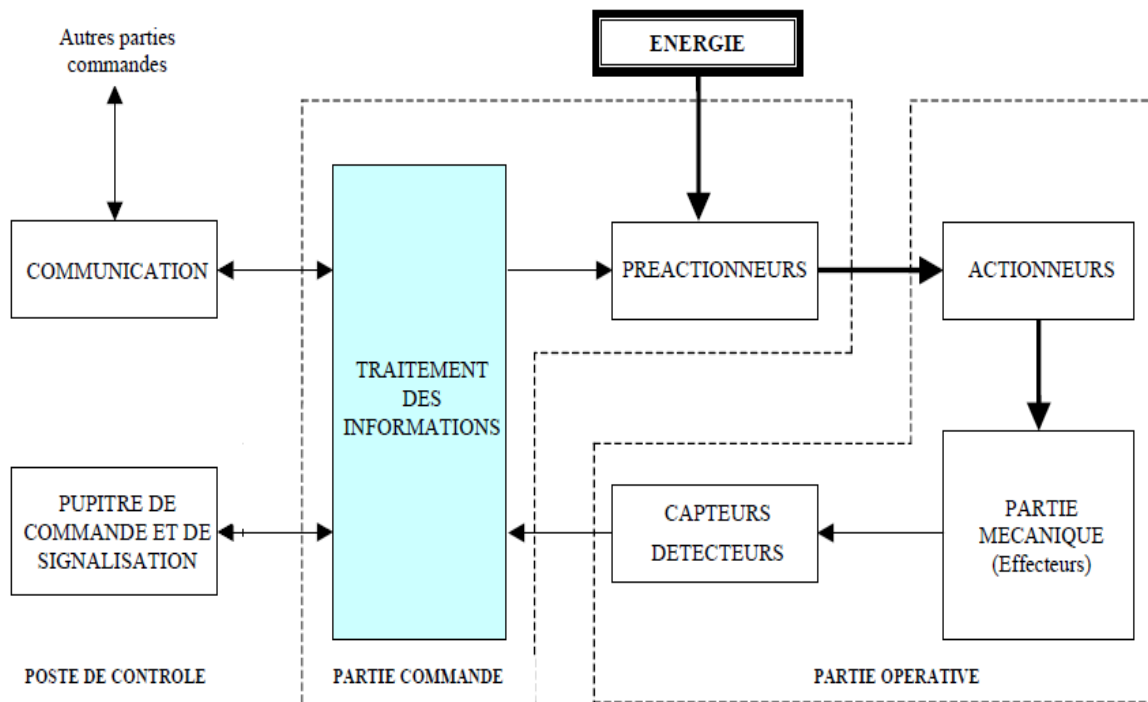 Autres parties
commandes
ENERGIE
COMMUNICATION
PREACTIONNEURS
ACTIONNEURS
TRAITEMENT
DES
INFORMATIONS
PUPITRE DE
COMMANDE ET DE
SIGNALISATION
CAPTEURS
DETECTEURS
PARTIE
MECANIQUE
(Effecteurs)
POSTE DE CONTROLE
PARTIE COMMANDE
PARTIE OPERATIVE